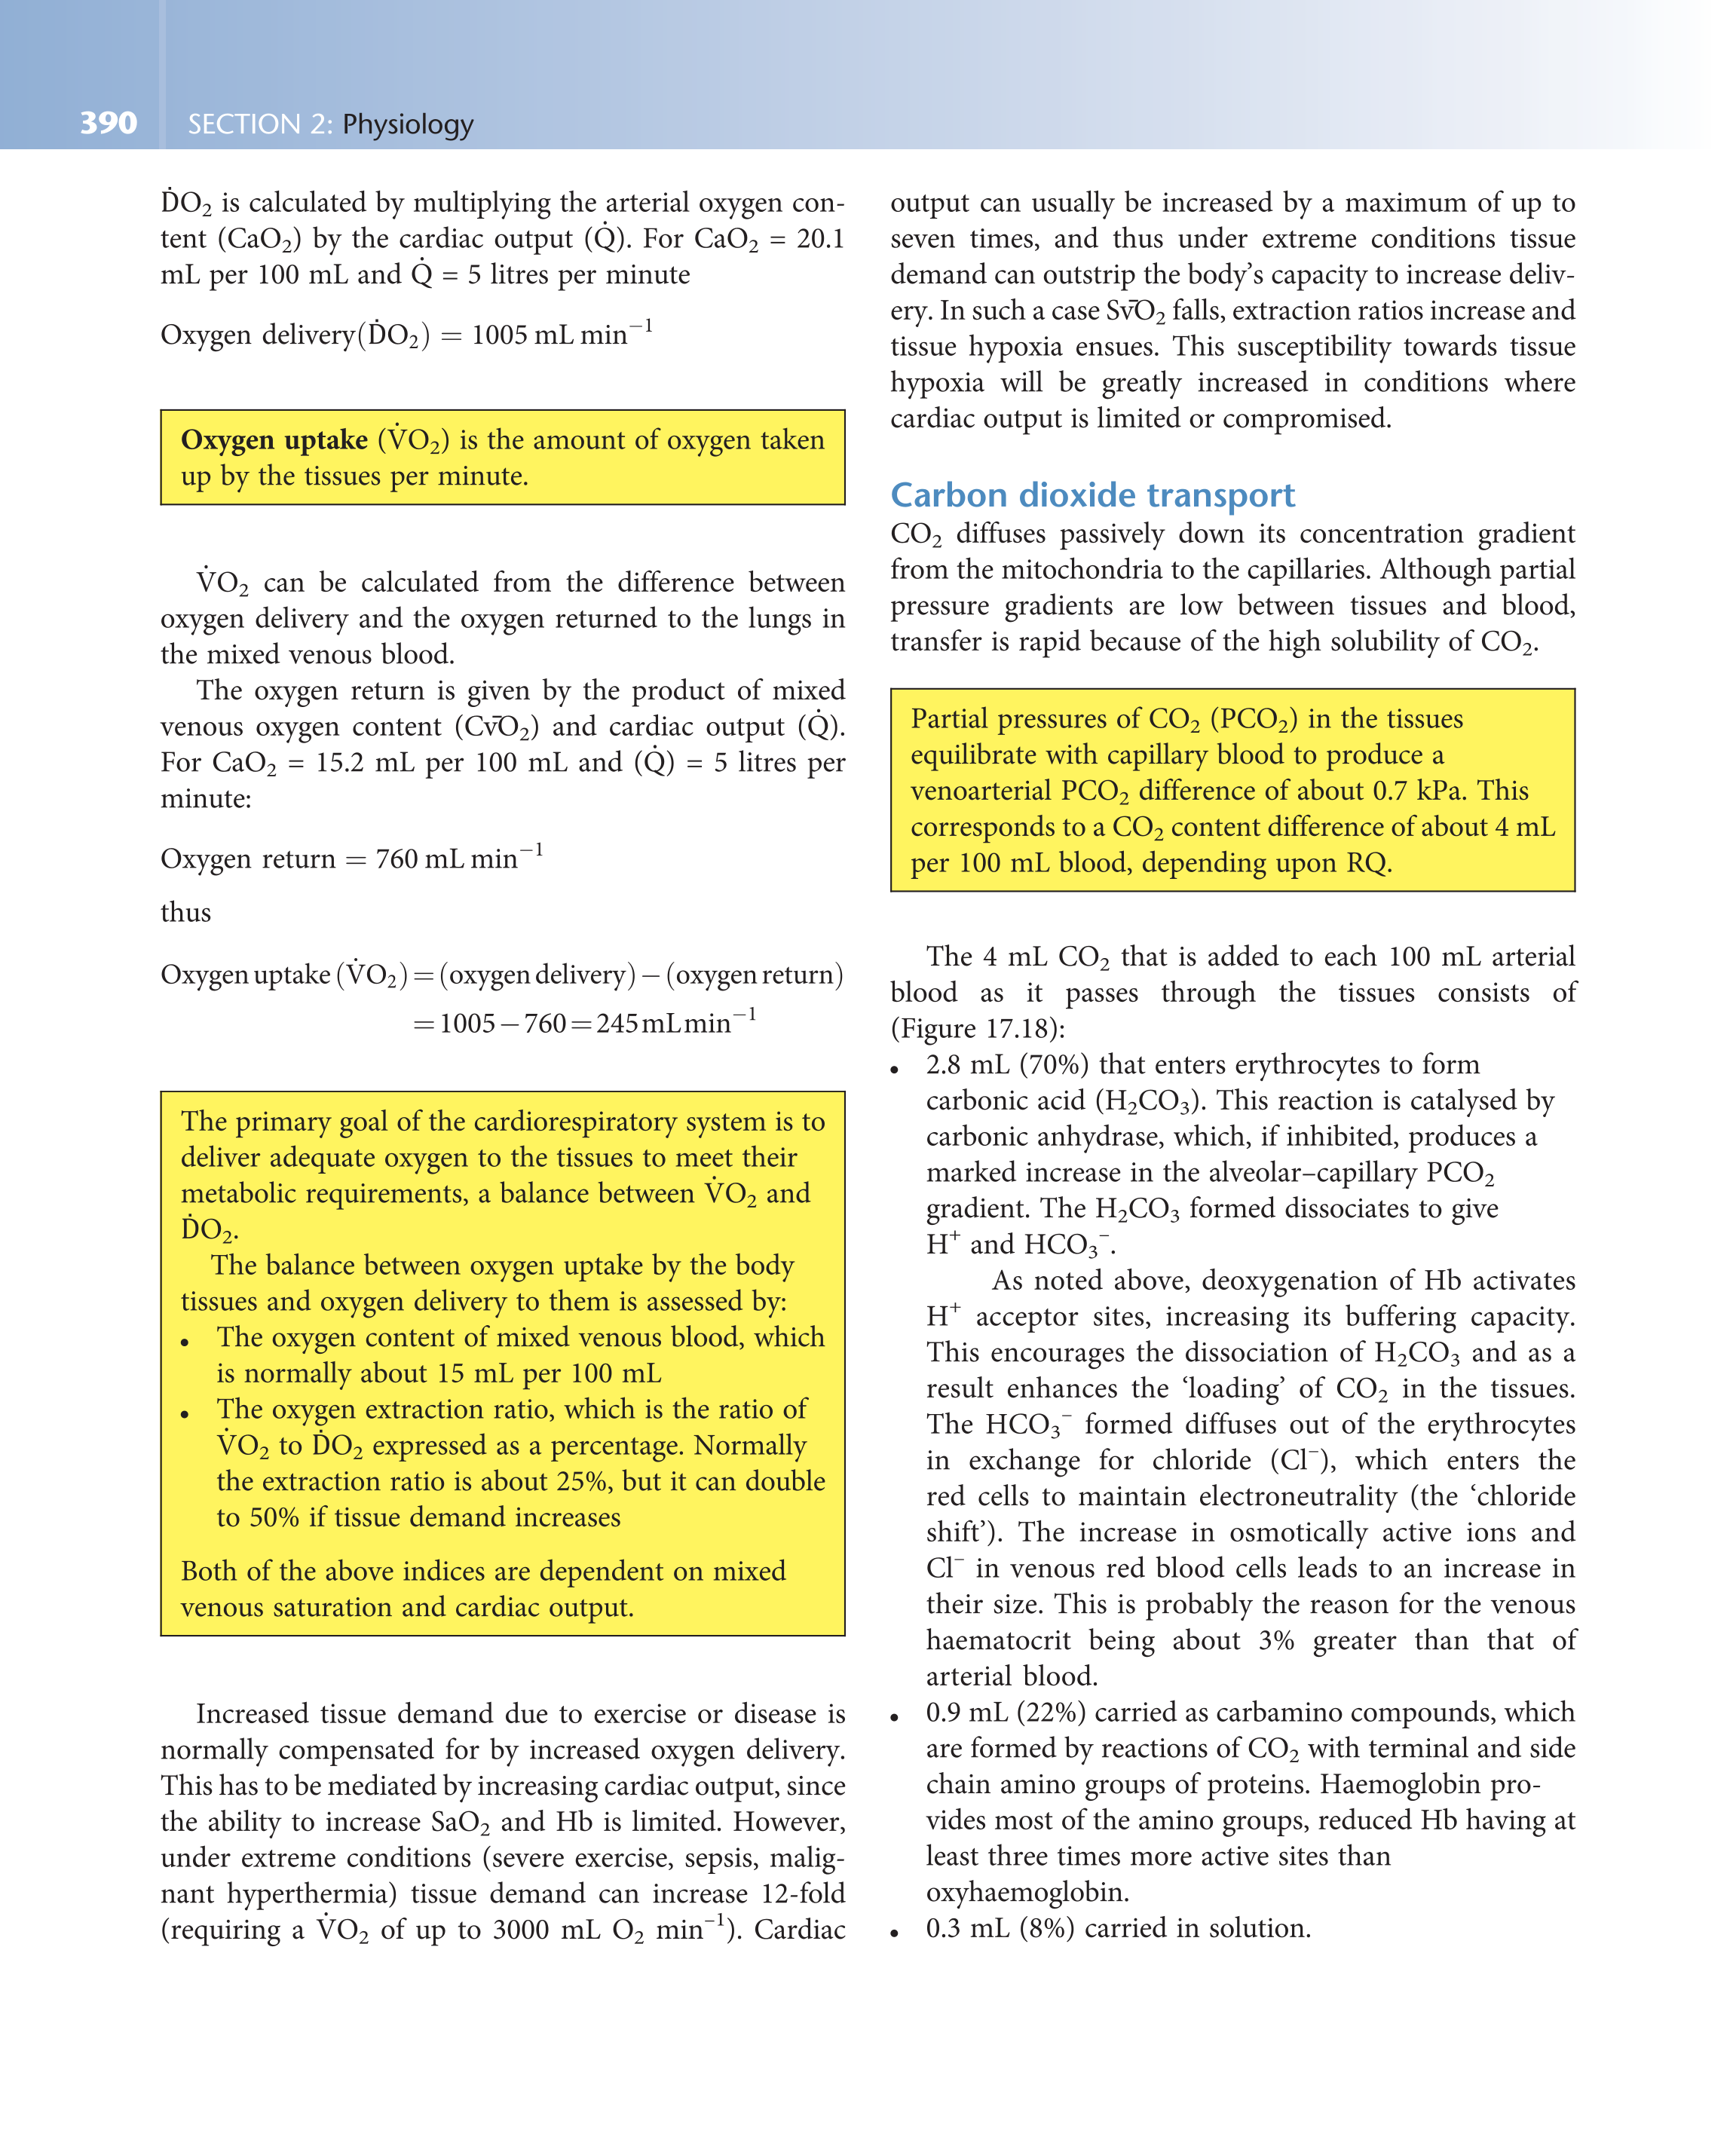 390 SECTION 2: Physiology
V̇DO₂ is calculated by multiplying the arterial oxygen con-
tent (CaO₂) by the cardiac output (Q̇). For CaO₂ = 20.1
mL per 100 mL and Q̇ = 5 litres per minute
Oxygen delivery(ḊO₂) = 1005 mL min⁻¹
Oxygen uptake (V̇O₂) is the amount of oxygen taken
up by the tissues per minute.
V̇O₂ can be calculated from the difference between
oxygen delivery and the oxygen returned to the lungs in
the mixed venous blood.
The oxygen return is given by the product of mixed
venous oxygen content (Cv̄O₂) and cardiac output (Q̇).
For CaO₂ = 15.2 mL per 100 mL and (Q̇) = 5 litres per
minute:
Oxygen return = 760 mL min⁻¹
thus
Oxygen uptake (V̇O₂) = (oxygen delivery) − (oxygen return)
= 1005 − 760 = 245 mL min⁻¹
The primary goal of the cardiorespiratory system is to
deliver adequate oxygen to the tissues to meet their
metabolic requirements, a balance between V̇O₂ and
ḊO₂.
The balance between oxygen uptake by the body
tissues and oxygen delivery to them is assessed by:
• The oxygen content of mixed venous blood, which
is normally about 15 mL per 100 mL
• The oxygen extraction ratio, which is the ratio of
V̇O₂ to ḊO₂ expressed as a percentage. Normally
the extraction ratio is about 25%, but it can double
to 50% if tissue demand increases
Both of the above indices are dependent on mixed
venous saturation and cardiac output.
Increased tissue demand due to exercise or disease is
normally compensated for by increased oxygen delivery.
This has to be mediated by increasing cardiac output, since
the ability to increase SaO₂ and Hb is limited. However,
under extreme conditions (severe exercise, sepsis, malig-
nant hyperthermia) tissue demand can increase 12-fold
(requiring a V̇O₂ of up to 3000 mL O₂ min⁻¹). Cardiac
output can usually be increased by a maximum of up to
seven times, and thus under extreme conditions tissue
demand can outstrip the body’s capacity to increase deliv-
ery. In such a case Sv̄O₂ falls, extraction ratios increase and
tissue hypoxia ensues. This susceptibility towards tissue
hypoxia will be greatly increased in conditions where
cardiac output is limited or compromised.
Carbon dioxide transport
CO₂ diffuses passively down its concentration gradient
from the mitochondria to the capillaries. Although partial
pressure gradients are low between tissues and blood,
transfer is rapid because of the high solubility of CO₂.
Partial pressures of CO₂ (PCO₂) in the tissues
equilibrate with capillary blood to produce a
venoarterial PCO₂ difference of about 0.7 kPa. This
corresponds to a CO₂ content difference of about 4 mL
per 100 mL blood, depending upon RQ.
The 4 mL CO₂ that is added to each 100 mL arterial
blood as it passes through the tissues consists of
(Figure 17.18):
• 2.8 mL (70%) that enters erythrocytes to form
carbonic acid (H₂CO₃). This reaction is catalysed by
carbonic anhydrase, which, if inhibited, produces a
marked increase in the alveolar–capillary PCO₂
gradient. The H₂CO₃ formed dissociates to give
H⁺ and HCO₃⁻.
As noted above, deoxygenation of Hb activates
H⁺ acceptor sites, increasing its buffering capacity.
This encourages the dissociation of H₂CO₃ and as a
result enhances the ‘loading’ of CO₂ in the tissues.
The HCO₃⁻ formed diffuses out of the erythrocytes
in exchange for chloride (Cl⁻), which enters the
red cells to maintain electroneutrality (the ‘chloride
shift’). The increase in osmotically active ions and
Cl⁻ in venous red blood cells leads to an increase in
their size. This is probably the reason for the venous
haematocrit being about 3% greater than that of
arterial blood.
• 0.9 mL (22%) carried as carbamino compounds, which
are formed by reactions of CO₂ with terminal and side
chain amino groups of proteins. Haemoglobin pro-
vides most of the amino groups, reduced Hb having at
least three times more active sites than
oxyhaemoglobin.
• 0.3 mL (8%) carried in solution.